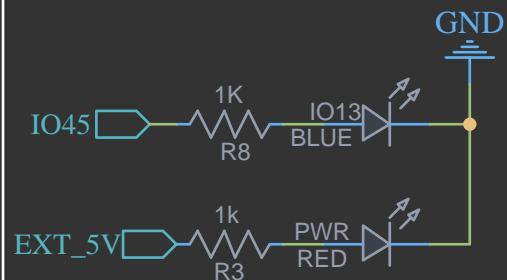 GND
1K
IO45
IO13
R8
BLUE
1k
EXT_5V
PWR
R3
RED